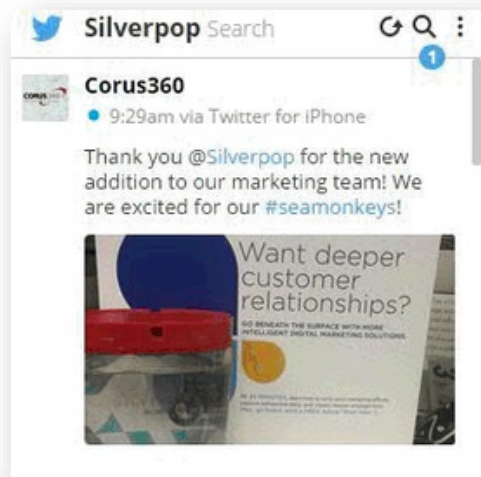 Silverpop Search
1
CORUS360
Corus360
9:29am via Twitter for iPhone
Thank you @Silverpop for the new
addition to our marketing team! We
are excited for our #seamonkeys!
Want deeper
customer
relationships?
GO BENEATH THE SURFACE WITH MORE
INTELLIGENT DIGITAL MARKETING SOLUTIONS.